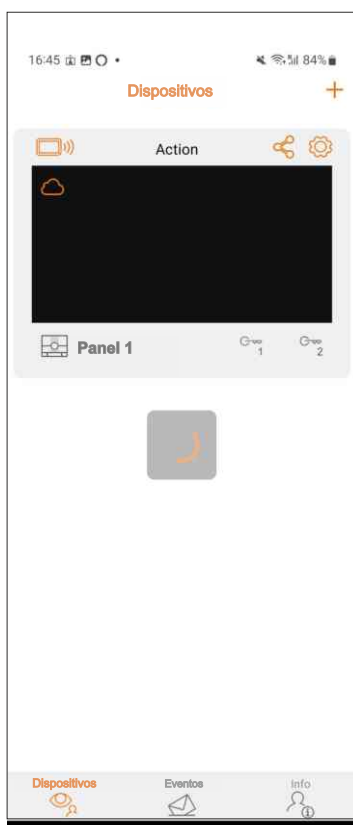 16:45 84%
Dispositivos +
Action
Panel 1 1 2
Dispositivos Eventos Info